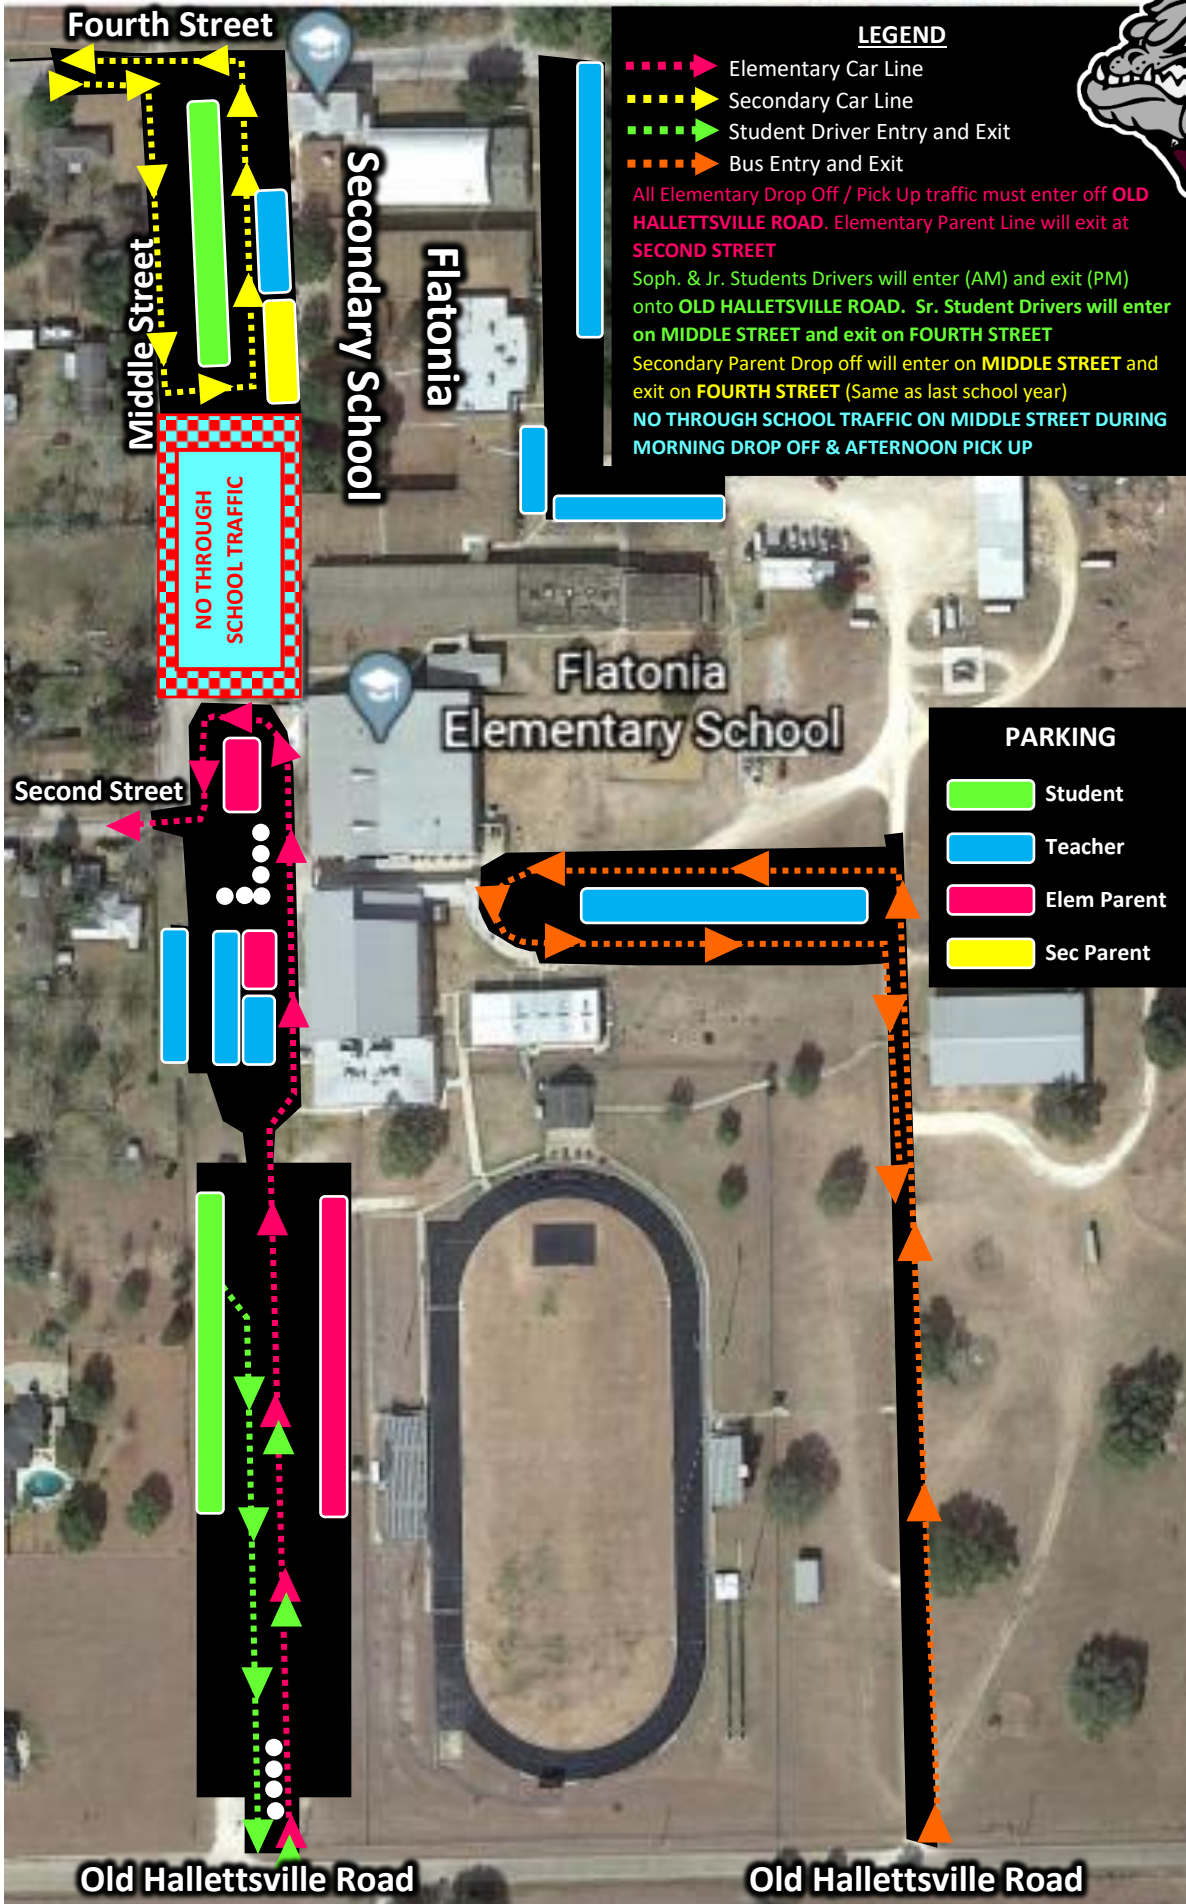 Fourth Street
LEGEND
Elementary Car Line
Secondary Car Line
Student Driver Entry and Exit
Bus Entry and Exit
All Elementary Drop Off / Pick Up traffic must enter off OLD
HALLETTSVILLE ROAD. Elementary Parent Line will exit at
SECOND STREET
Soph. & Jr. Students Drivers will enter (AM) and exit (PM)
onto OLD HALLETSVILLE ROAD. Sr. Student Drivers will enter
on MIDDLE STREET and exit on FOURTH STREET
Secondary Parent Drop off will enter on MIDDLE STREET and
exit on FOURTH STREET (Same as last school year)
NO THROUGH SCHOOL TRAFFIC ON MIDDLE STREET DURING
MORNING DROP OFF & AFTERNOON PICK UP
Middle Street
Flatonia
Secondary School
NO THROUGH
SCHOOL TRAFFIC
Flatonia
Elementary School
Second Street
PARKING
Student
Teacher
Elem Parent
Sec Parent
Old Hallettsville Road
Old Hallettsville Road